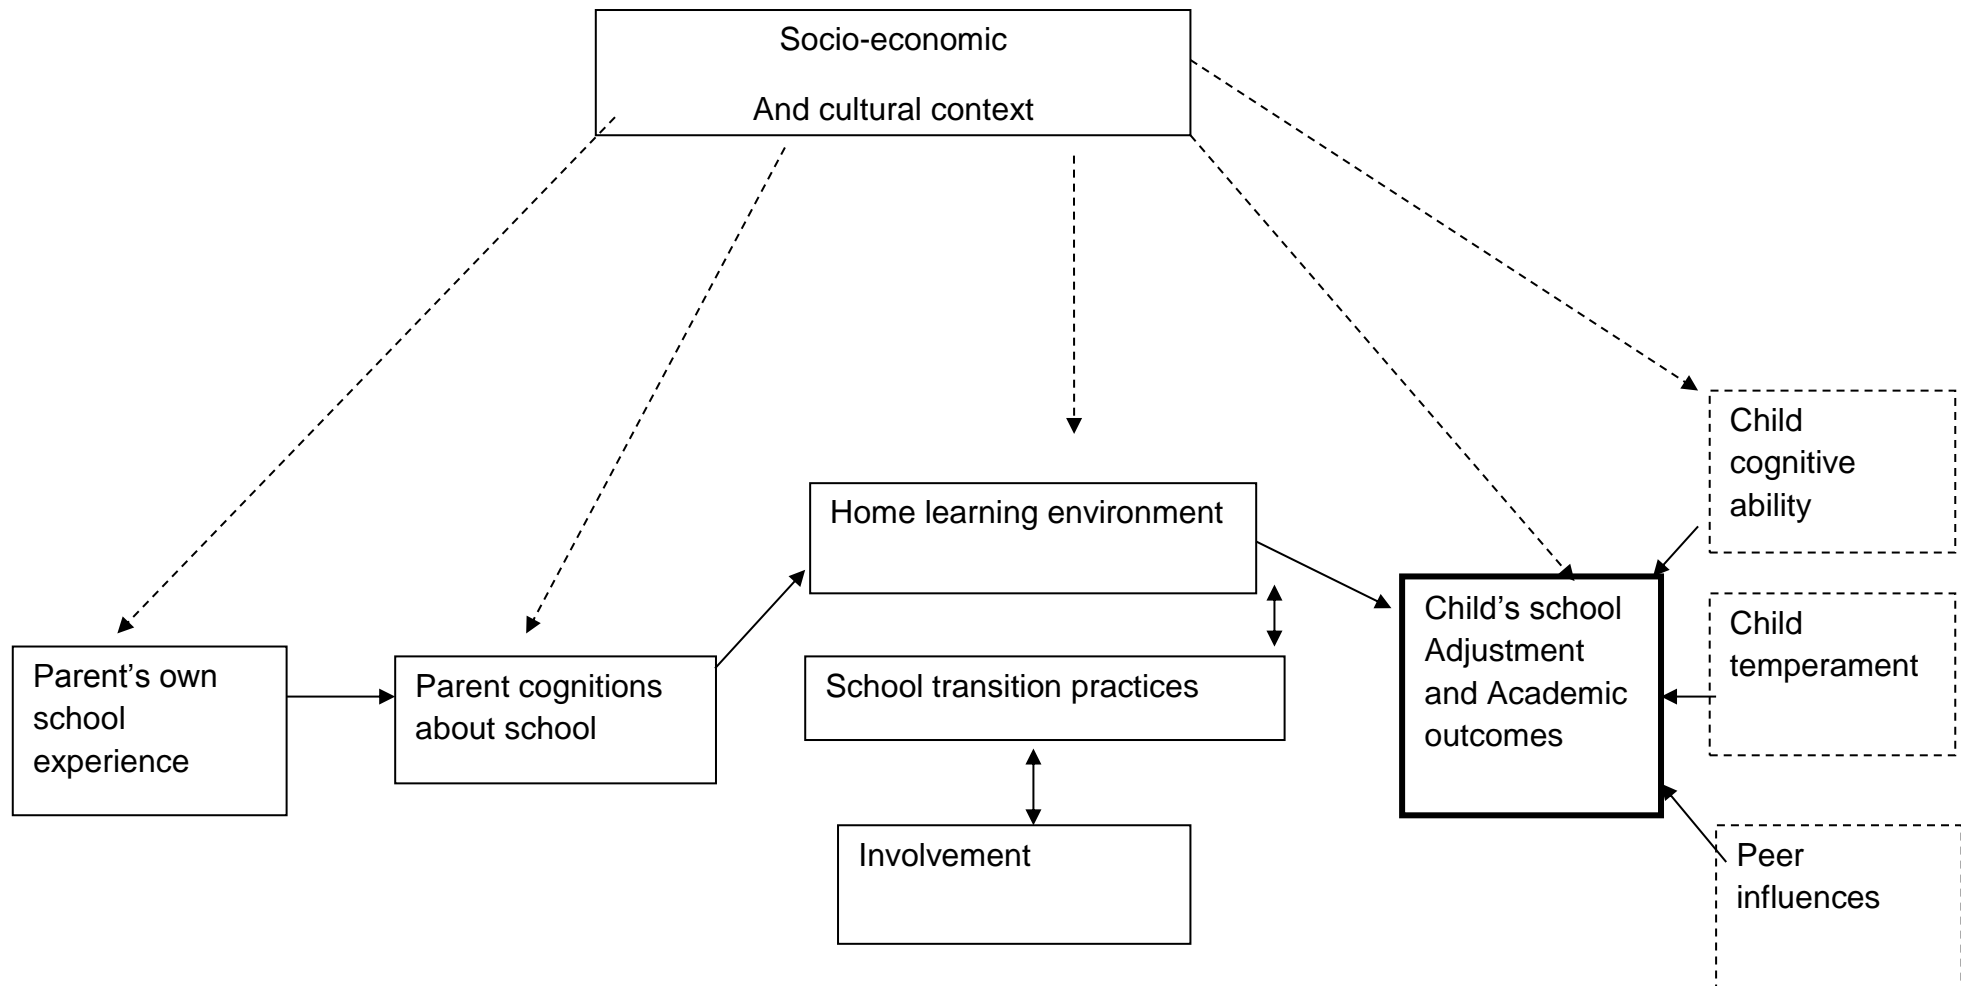 Socio-economic
And cultural context
Child
cognitive
ability
Home learning environment
Child's school
Adjustment
and Academic
outcomes
Child
temperament
Parent's own
school
experience
Parent cognitions
about school
School transition practices
Involvement
Peer
influences